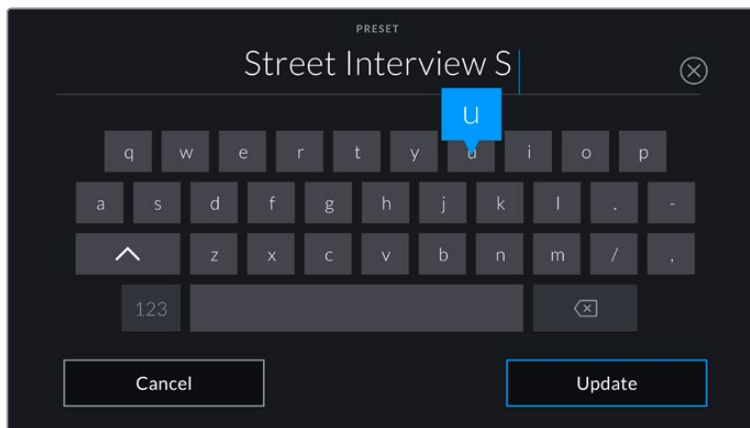 PRESET
Street Interview S
u
q w e r t y u i o p
a s d f g h j k l . -
z x c v b n m / ,
123
Cancel Update